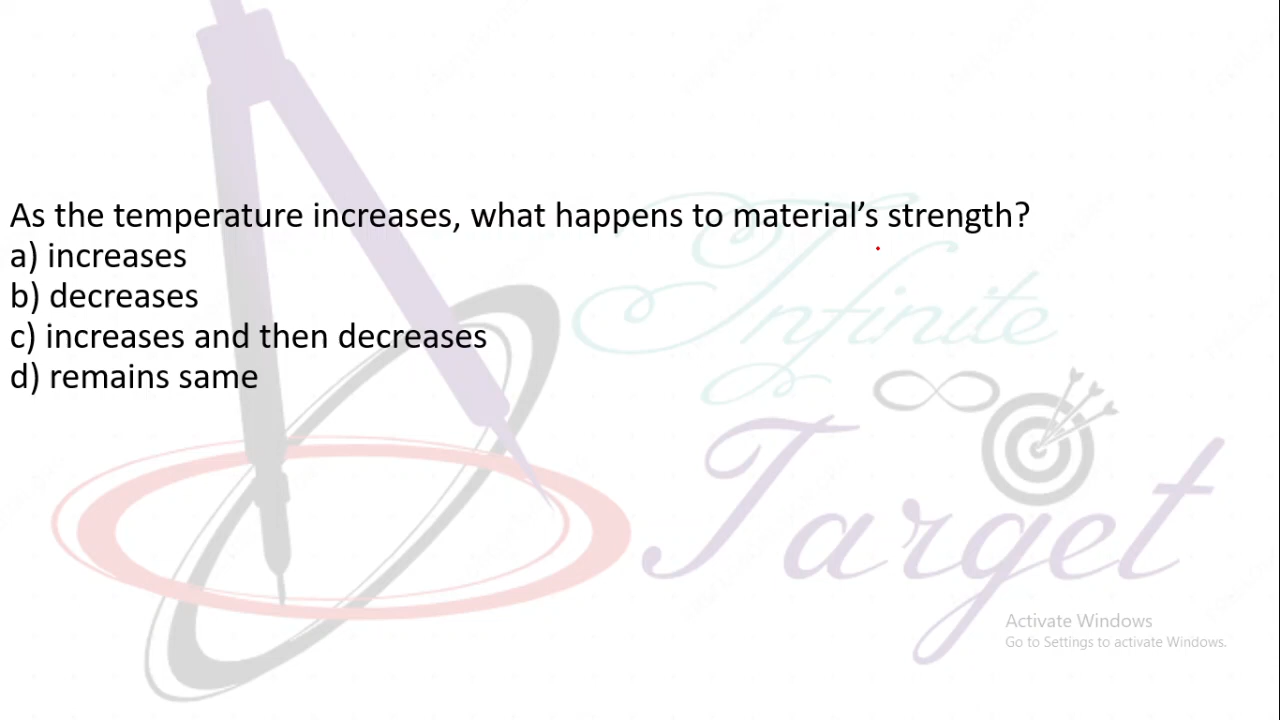 As the temperature increases, what happens to material’s strength?
a) increases
b) decreases
c) increases and then decreases
d) remains same
Infinite
Target
Activate Windows
Go to Settings to activate Windows.